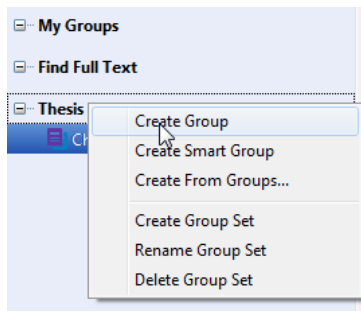 My Groups
Find Full Text
Thesis
Ch
Create Group
Create Smart Group
Create From Groups...
Create Group Set
Rename Group Set
Delete Group Set